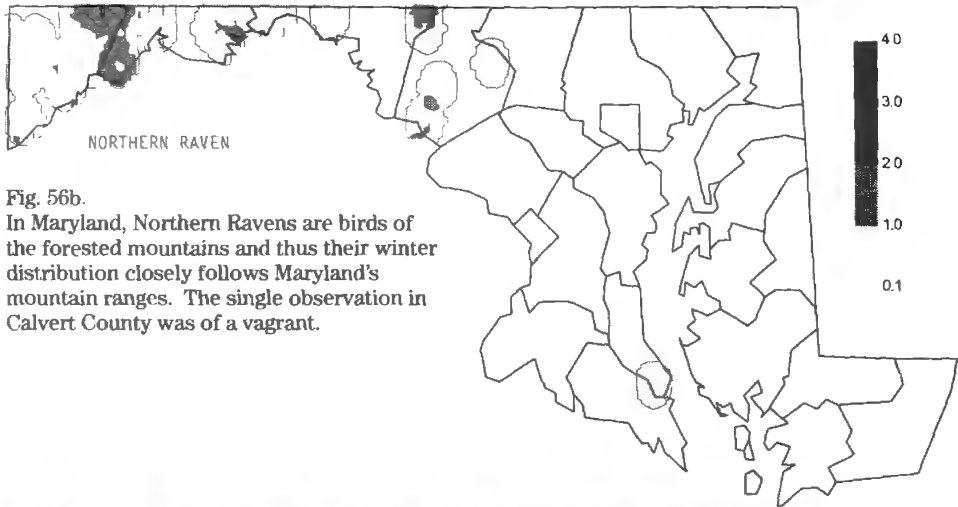 4.0
3.0
2.0
1.0
0.1
NORTHERN RAVEN
Fig. 56b.
In Maryland, Northern Ravens are birds of
the forested mountains and thus their winter
distribution closely follows Maryland's
mountain ranges. The single observation in
Calvert County was of a vagrant.